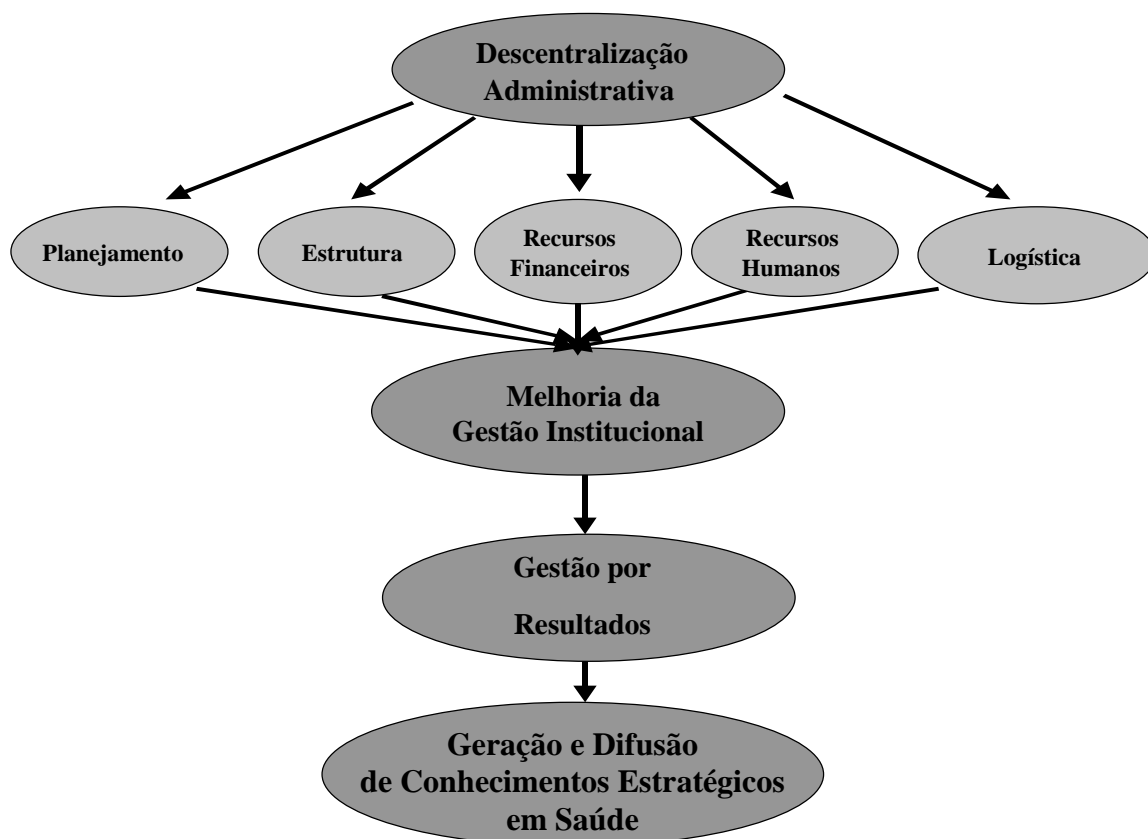 Descentralização
Administrativa
Planejamento
Estrutura
Recursos
Financeiros
Recursos
Humanos
Logística
Melhoria da
Gestão Institucional
Gestão por
Resultados
Geração e Difusão
de Conhecimentos Estratégicos
em Saúde